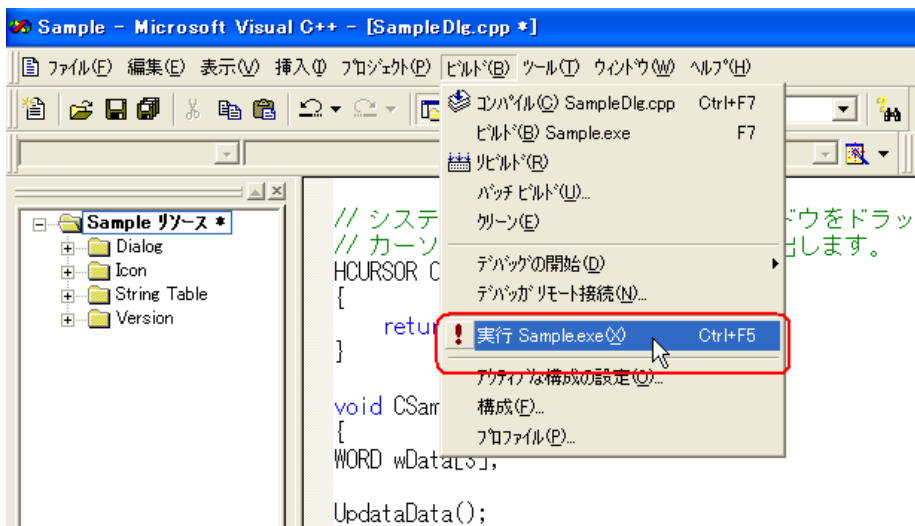 Sample - Microsoft Visual C++ - [SampleDlg.cpp *]
ファイル(F) 編集(E) 表示(V) 挿入(I) プロジェクト(P) ビルド(B) ツール(T) ウィンドウ(W) ヘルプ(H)
コンパイル(C) SampleDlg.cpp Ctrl+F7
ビルド(B) Sample.exe F7
リビルド(R)
バッチ ビルド(U)...
クリーン(E)
デバッグの開始(D)
デバッガ リモート接続(N)...
実行 Sample.exe(X) Ctrl+F5
アクティブな構成の設定(O)...
構成(F)...
プロファイル(P)...
Sample リソース *
Dialog
Icon
String Table
Version
// システ ドウをドラッ
// カーソ 出します。
HCURSOR C
{
retur
}
void CSam
{
WORD wData[3],
UpdataData();